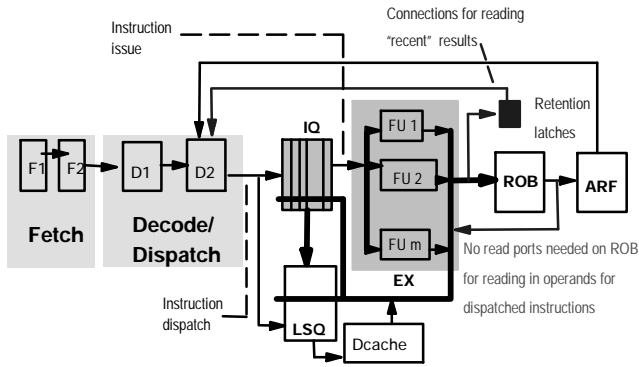 Connections for reading
“recent” results
Instruction
issue
IQ
Retention
latches
FU 1
F1
F2
D1
D2
FU 2
ROB
ARF
Fetch
Decode/
Dispatch
FU m
EX
No read ports needed on ROB
for reading in operands for
dispatched instructions
Instruction
dispatch
LSQ
Dcache